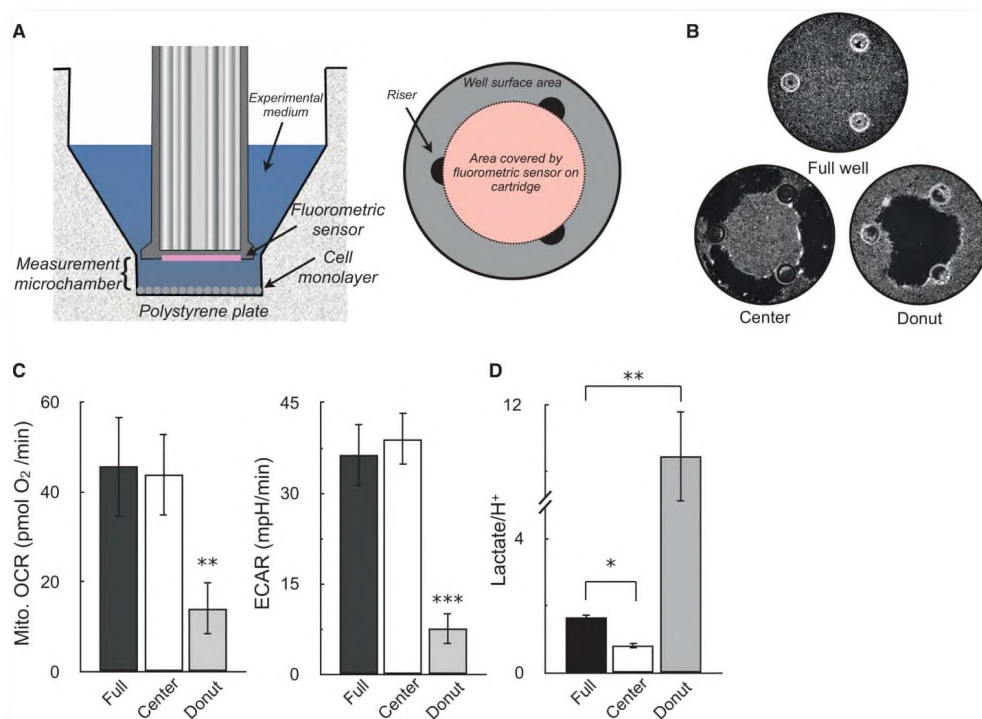 A
Experimental
medium
Fluorometric
sensor
Cell
monolayer
Measurement
microchamber
Polystyrene plate
Well surface area
Riser
Area covered by
fluorometric sensor on
cartridge
B
Full well
Center
Donut
C
Mito. OCR (pmol O₂ /min)
60
40
20
0
**
Full
Center
Donut
ECAR (mpH/min)
45
30
15
0
***
Full
Center
Donut
D
Lactate/H⁺
12
4
0
**
*
Full
Center
Donut